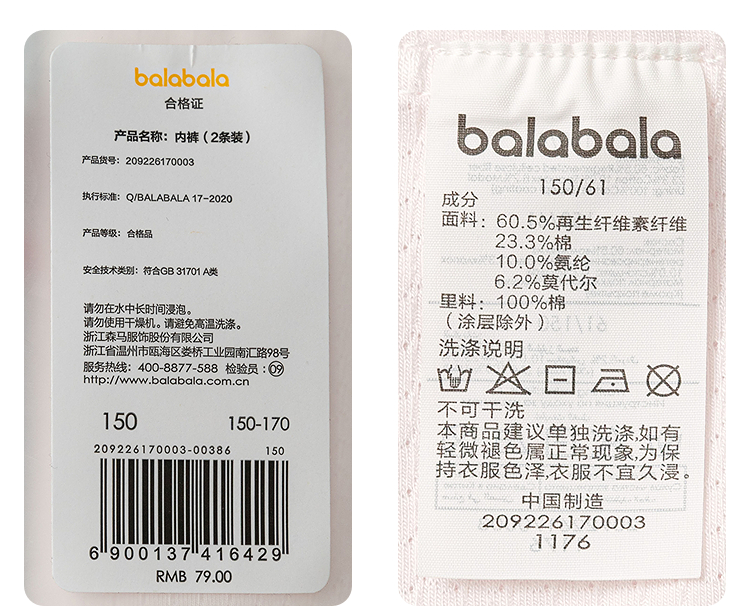 balabala
合格证
产品名称：内裤（2条装）
产品货号：209226170003
执行标准：Q/BALABALA 17-2020
产品等级：合格品
安全技术类别：符合GB 31701 A类
请勿在水中长时间浸泡。
请勿使用干燥机。请避免高温洗涤。
浙江森马服饰股份有限公司
浙江省温州市瓯海区娄桥工业园南汇路98号
服务热线：400-8877-588 检验员：09
http://www.balabala.com.cn
150 150-170
209226170003-00386 150
6 900137 416429
RMB 79.00
balabala
150/61
成分
面料：60.5%再生纤维素纤维
23.3%棉
10.0%氨纶
6.2%莫代尔
里料：100%棉
（涂层除外）
洗涤说明
不可干洗
本商品建议单独洗涤,如有
轻微褪色属正常现象,为保
持衣服色泽,衣服不宜久浸。
中国制造
209226170003
1176